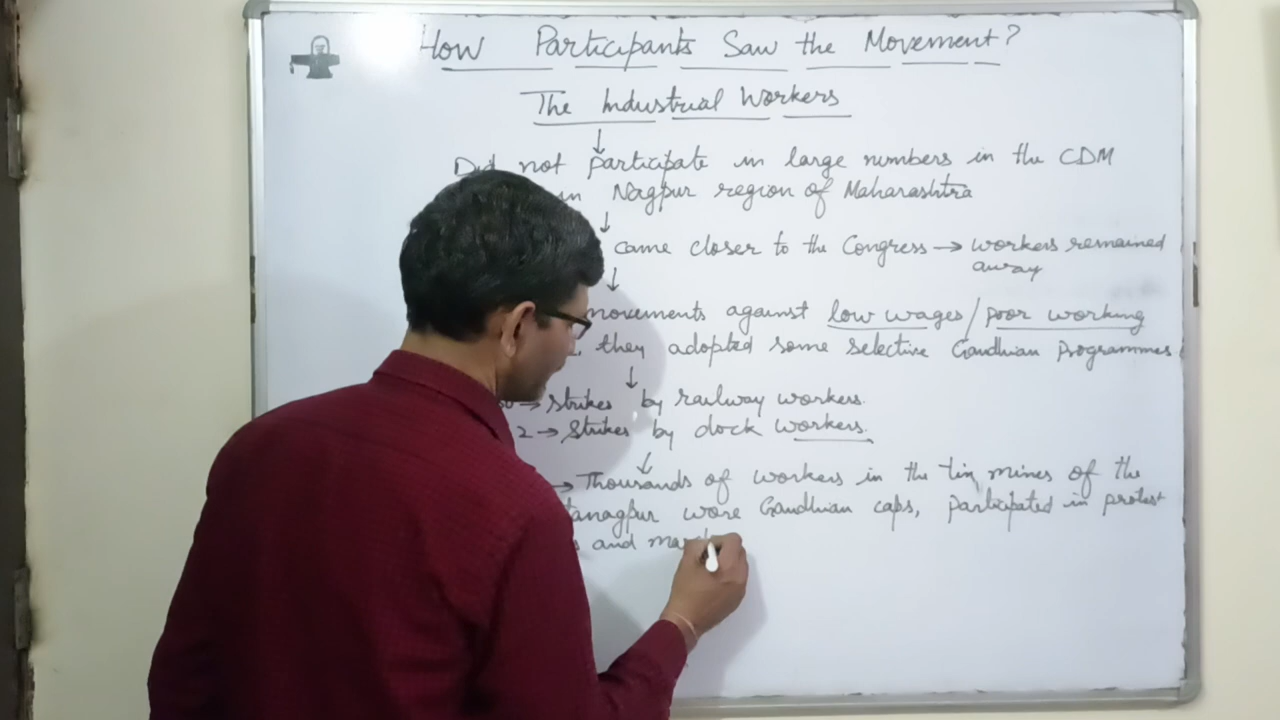 How Participants Saw the Movement?
The Industrial Workers
Did not participate in large numbers in the CDM
in Nagpur region of Maharashtra
came closer to the Congress → workers remained
away
movements against low wages/poor working
they adopted some selective Gandhian Programmes
→ strikes by railway workers.
2 → strikes by dock workers.
→ Thousands of workers in the tin mines of the
tanagpur wore Gandhian caps, participated in protest
and